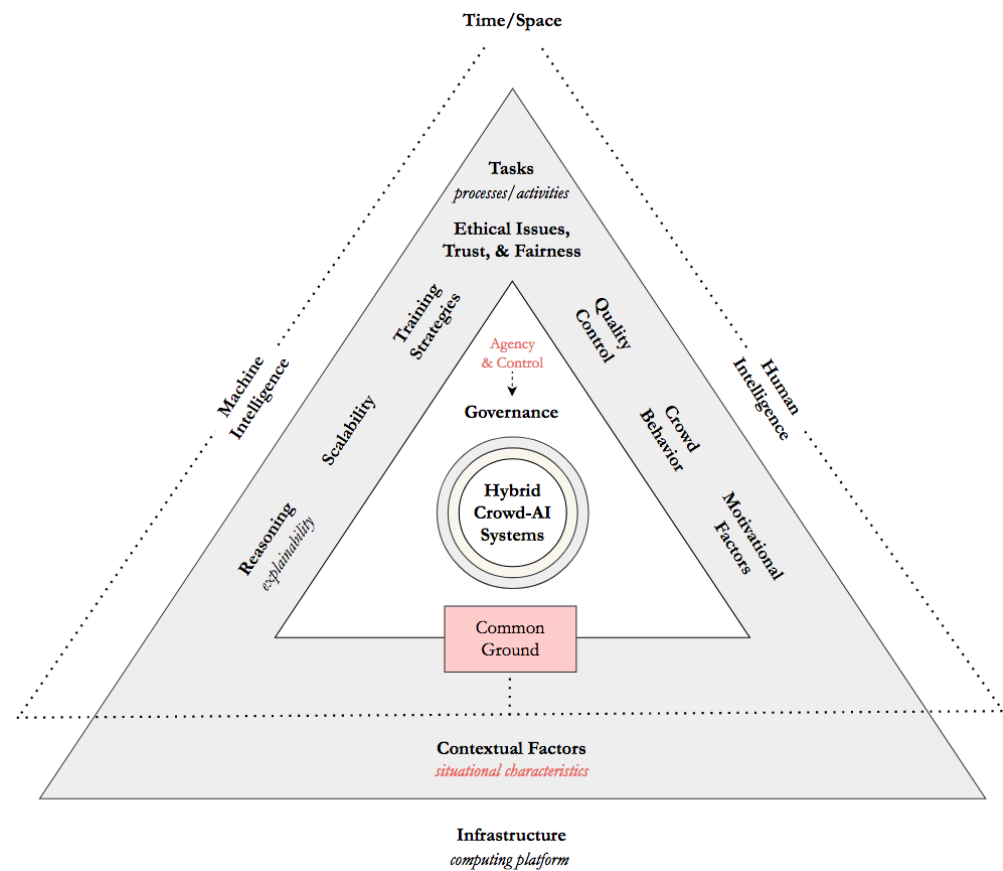 Time/Space
Tasks
processes/activities
Ethical Issues,
Trust, & Fairness
Training
Strategies
Quality
Control
Agency
& Control
Machine
Intelligence
Human
Intelligence
Governance
Scalability
Crowd
Behavior
Hybrid
Crowd-AI
Systems
Reasoning
explainability
Motivational
Factors
Common
Ground
Contextual Factors
situational characteristics
Infrastructure
computing platform